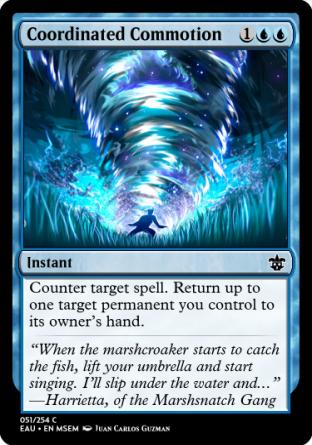 Coordinated Commotion 1
Instant
Counter target spell. Return up to
one target permanent you control to
its owner's hand.
“When the marshcroaker starts to catch
the fish, lift your umbrella and start
singing. I'll slip under the water and...”
—Harrietta, of the Marshsnatch Gang
051/254 C
EAU • EN MSEM Juan Carlos Guzman